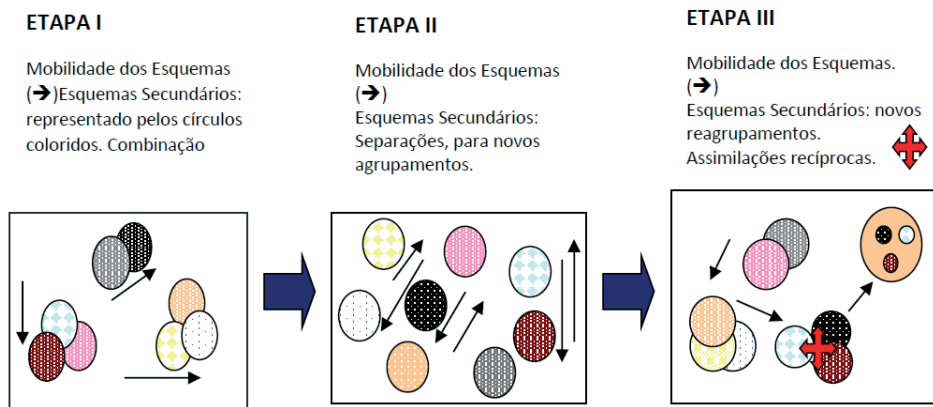 ETAPA I
Mobilidade dos Esquemas
(➔)Esquemas Secundários:
representado pelos círculos
coloridos. Combinação
ETAPA II
Mobilidade dos Esquemas
(➔)
Esquemas Secundários:
Separações, para novos
agrupamentos.
ETAPA III
Mobilidade dos Esquemas.
(➔)
Esquemas Secundários: novos
reagrupamentos.
Assimilações recíprocas.